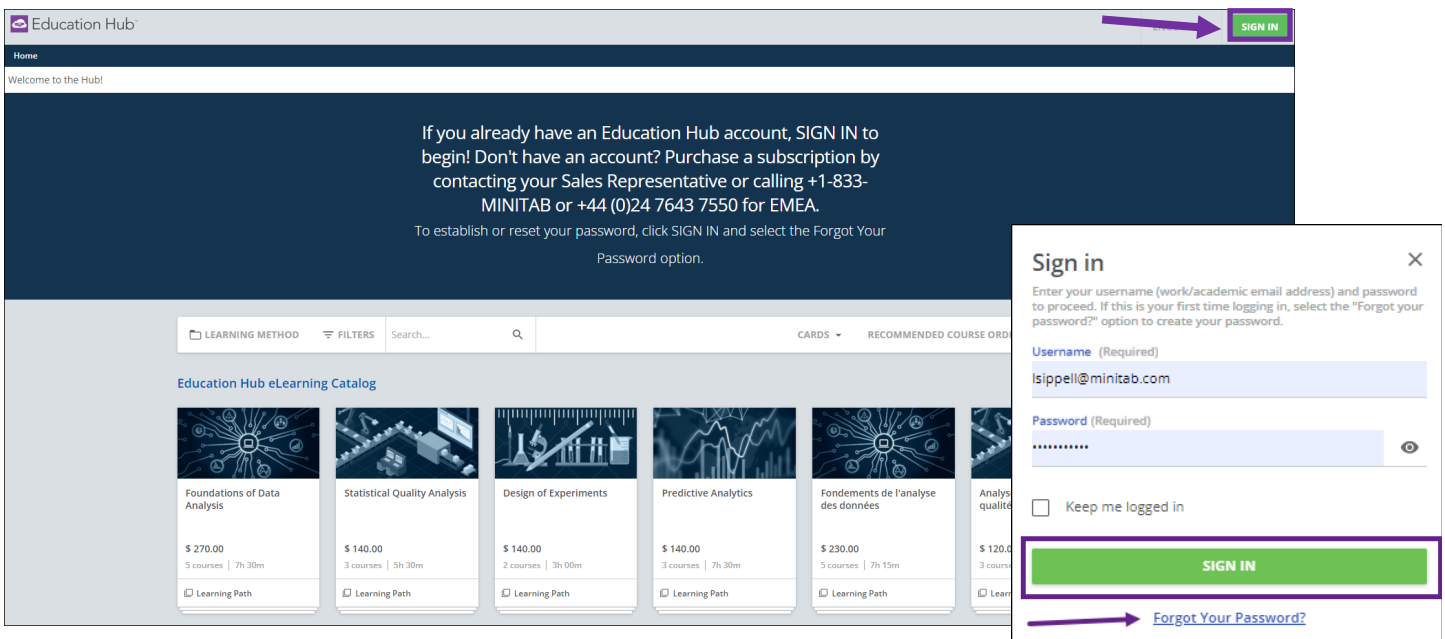 Education Hub
SIGN IN
Home
Welcome to the Hub!
If you already have an Education Hub account, SIGN IN to
begin! Don't have an account? Purchase a subscription by
contacting your Sales Representative or calling +1-833-
MINITAB or +44 (0)24 7643 7550 for EMEA.
To establish or reset your password, click SIGN IN and select the Forgot Your
Password option.
LEARNING METHOD
FILTERS
Search...
CARDS
RECOMMENDED COURSE ORD
Education Hub eLearning Catalog
Foundations of Data
Analysis
$ 270.00
5 courses | 7h 30m
Learning Path
Statistical Quality Analysis
$ 140.00
3 courses | 5h 30m
Learning Path
Design of Experiments
$ 140.00
2 courses | 3h 00m
Learning Path
Predictive Analytics
$ 140.00
3 courses | 7h 30m
Learning Path
Fondements de l'analyse
des données
$ 230.00
5 courses | 7h 15m
Learning Path
Analys
qualité
$ 120.0
3 course
Learn
Sign in
Enter your username (work/academic email address) and password
to proceed. If this is your first time logging in, select the "Forgot your
password?" option to create your password.
Username (Required)
lsippell@minitab.com
Password (Required)
•••••••••••
Keep me logged in
SIGN IN
Forgot Your Password?